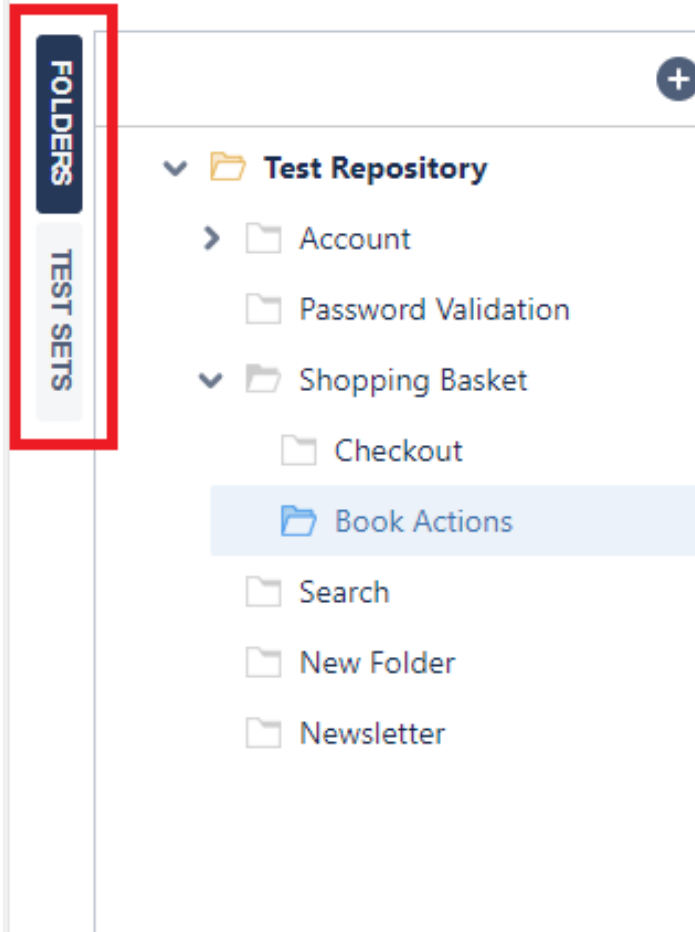 FOLDERS
TEST SETS
Test Repository
Account
Password Validation
Shopping Basket
Checkout
Book Actions
Search
New Folder
Newsletter